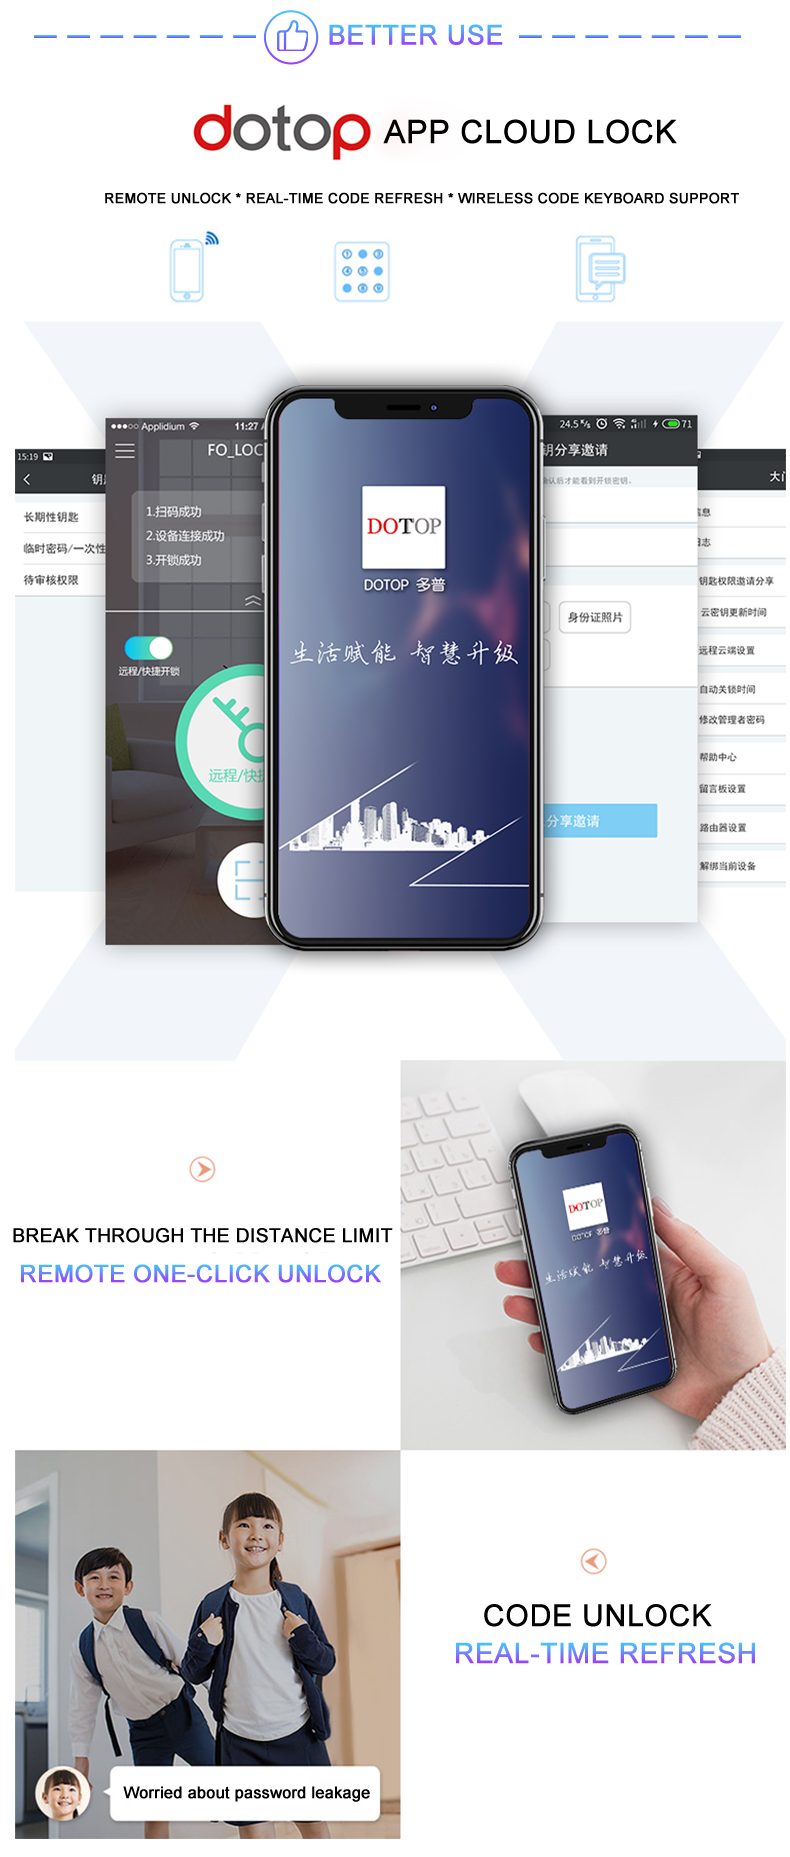 BETTER USE
dotop APP CLOUD LOCK
REMOTE UNLOCK * REAL-TIME CODE REFRESH * WIRELESS CODE KEYBOARD SUPPORT
15:19
长期性钥匙
临时密码/一次性
待审核权限
Applidium 11:27
FO_LOC
1.扫码成功
2.设备连接成功
3.开锁成功
远程/快捷开锁
远程/快捷
DOTOP
DOTOP 多普
生活赋能 智慧升级
24.5 K/s 4G 71
钥分享邀请
确认后才能看到开锁密钥。
身份证照片
分享邀请
大门
信息
日志
钥匙权限邀请分享
云密钥更新时间
远程云端设置
自动关锁时间
修改管理者密码
帮助中心
留言板设置
路由器设置
解绑当前设备
BREAK THROUGH THE DISTANCE LIMIT
REMOTE ONE-CLICK UNLOCK
DOTOP
DOTOP 多普
生活赋能 智慧升级
CODE UNLOCK
REAL-TIME REFRESH
Worried about password leakage